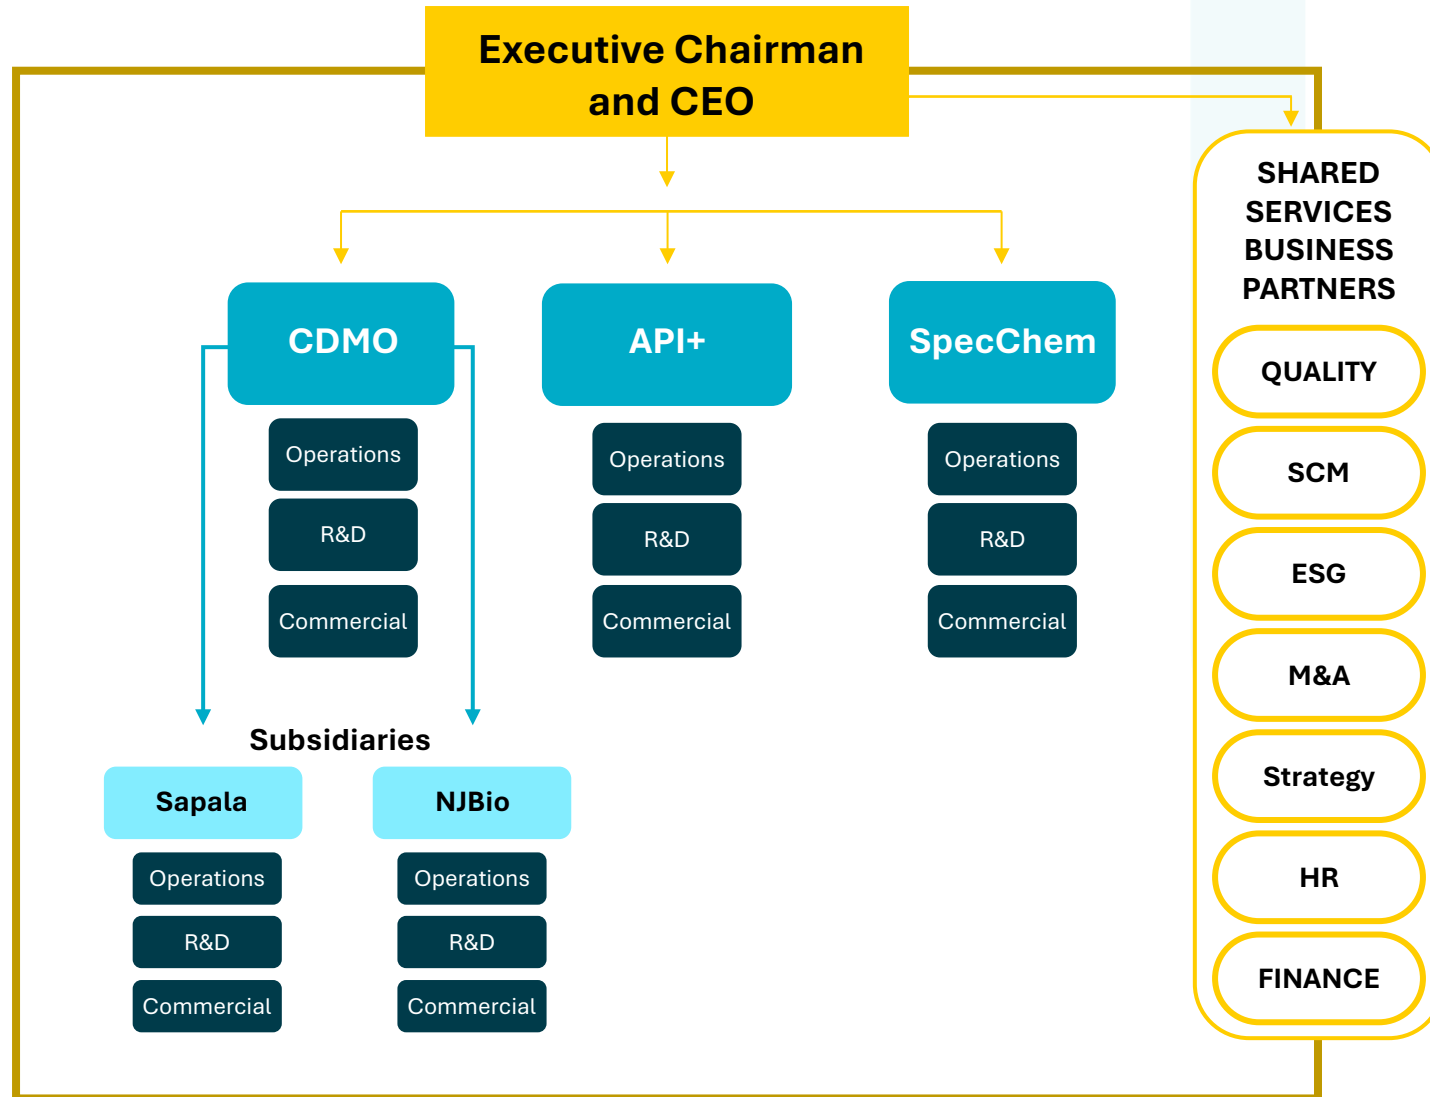 Executive Chairman
and CEO
SHARED
SERVICES
BUSINESS
PARTNERS
QUALITY
SCM
ESG
M&A
Strategy
HR
FINANCE
CDMO
Operations
R&D
Commercial
API+
Operations
R&D
Commercial
SpecChem
Operations
R&D
Commercial
Subsidiaries
Sapala
Operations
R&D
Commercial
NJBio
Operations
R&D
Commercial